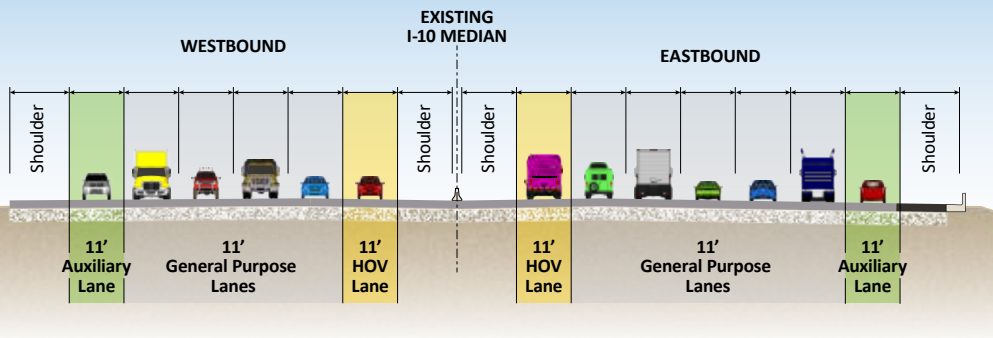 EXISTING
I-10 MEDIAN
WESTBOUND
EASTBOUND
Shoulder
Shoulder
Shoulder
Shoulder
11’
Auxiliary
Lane
11’
General Purpose
Lanes
11’
HOV
Lane
11’
HOV
Lane
11’
General Purpose
Lanes
11’
Auxiliary
Lane